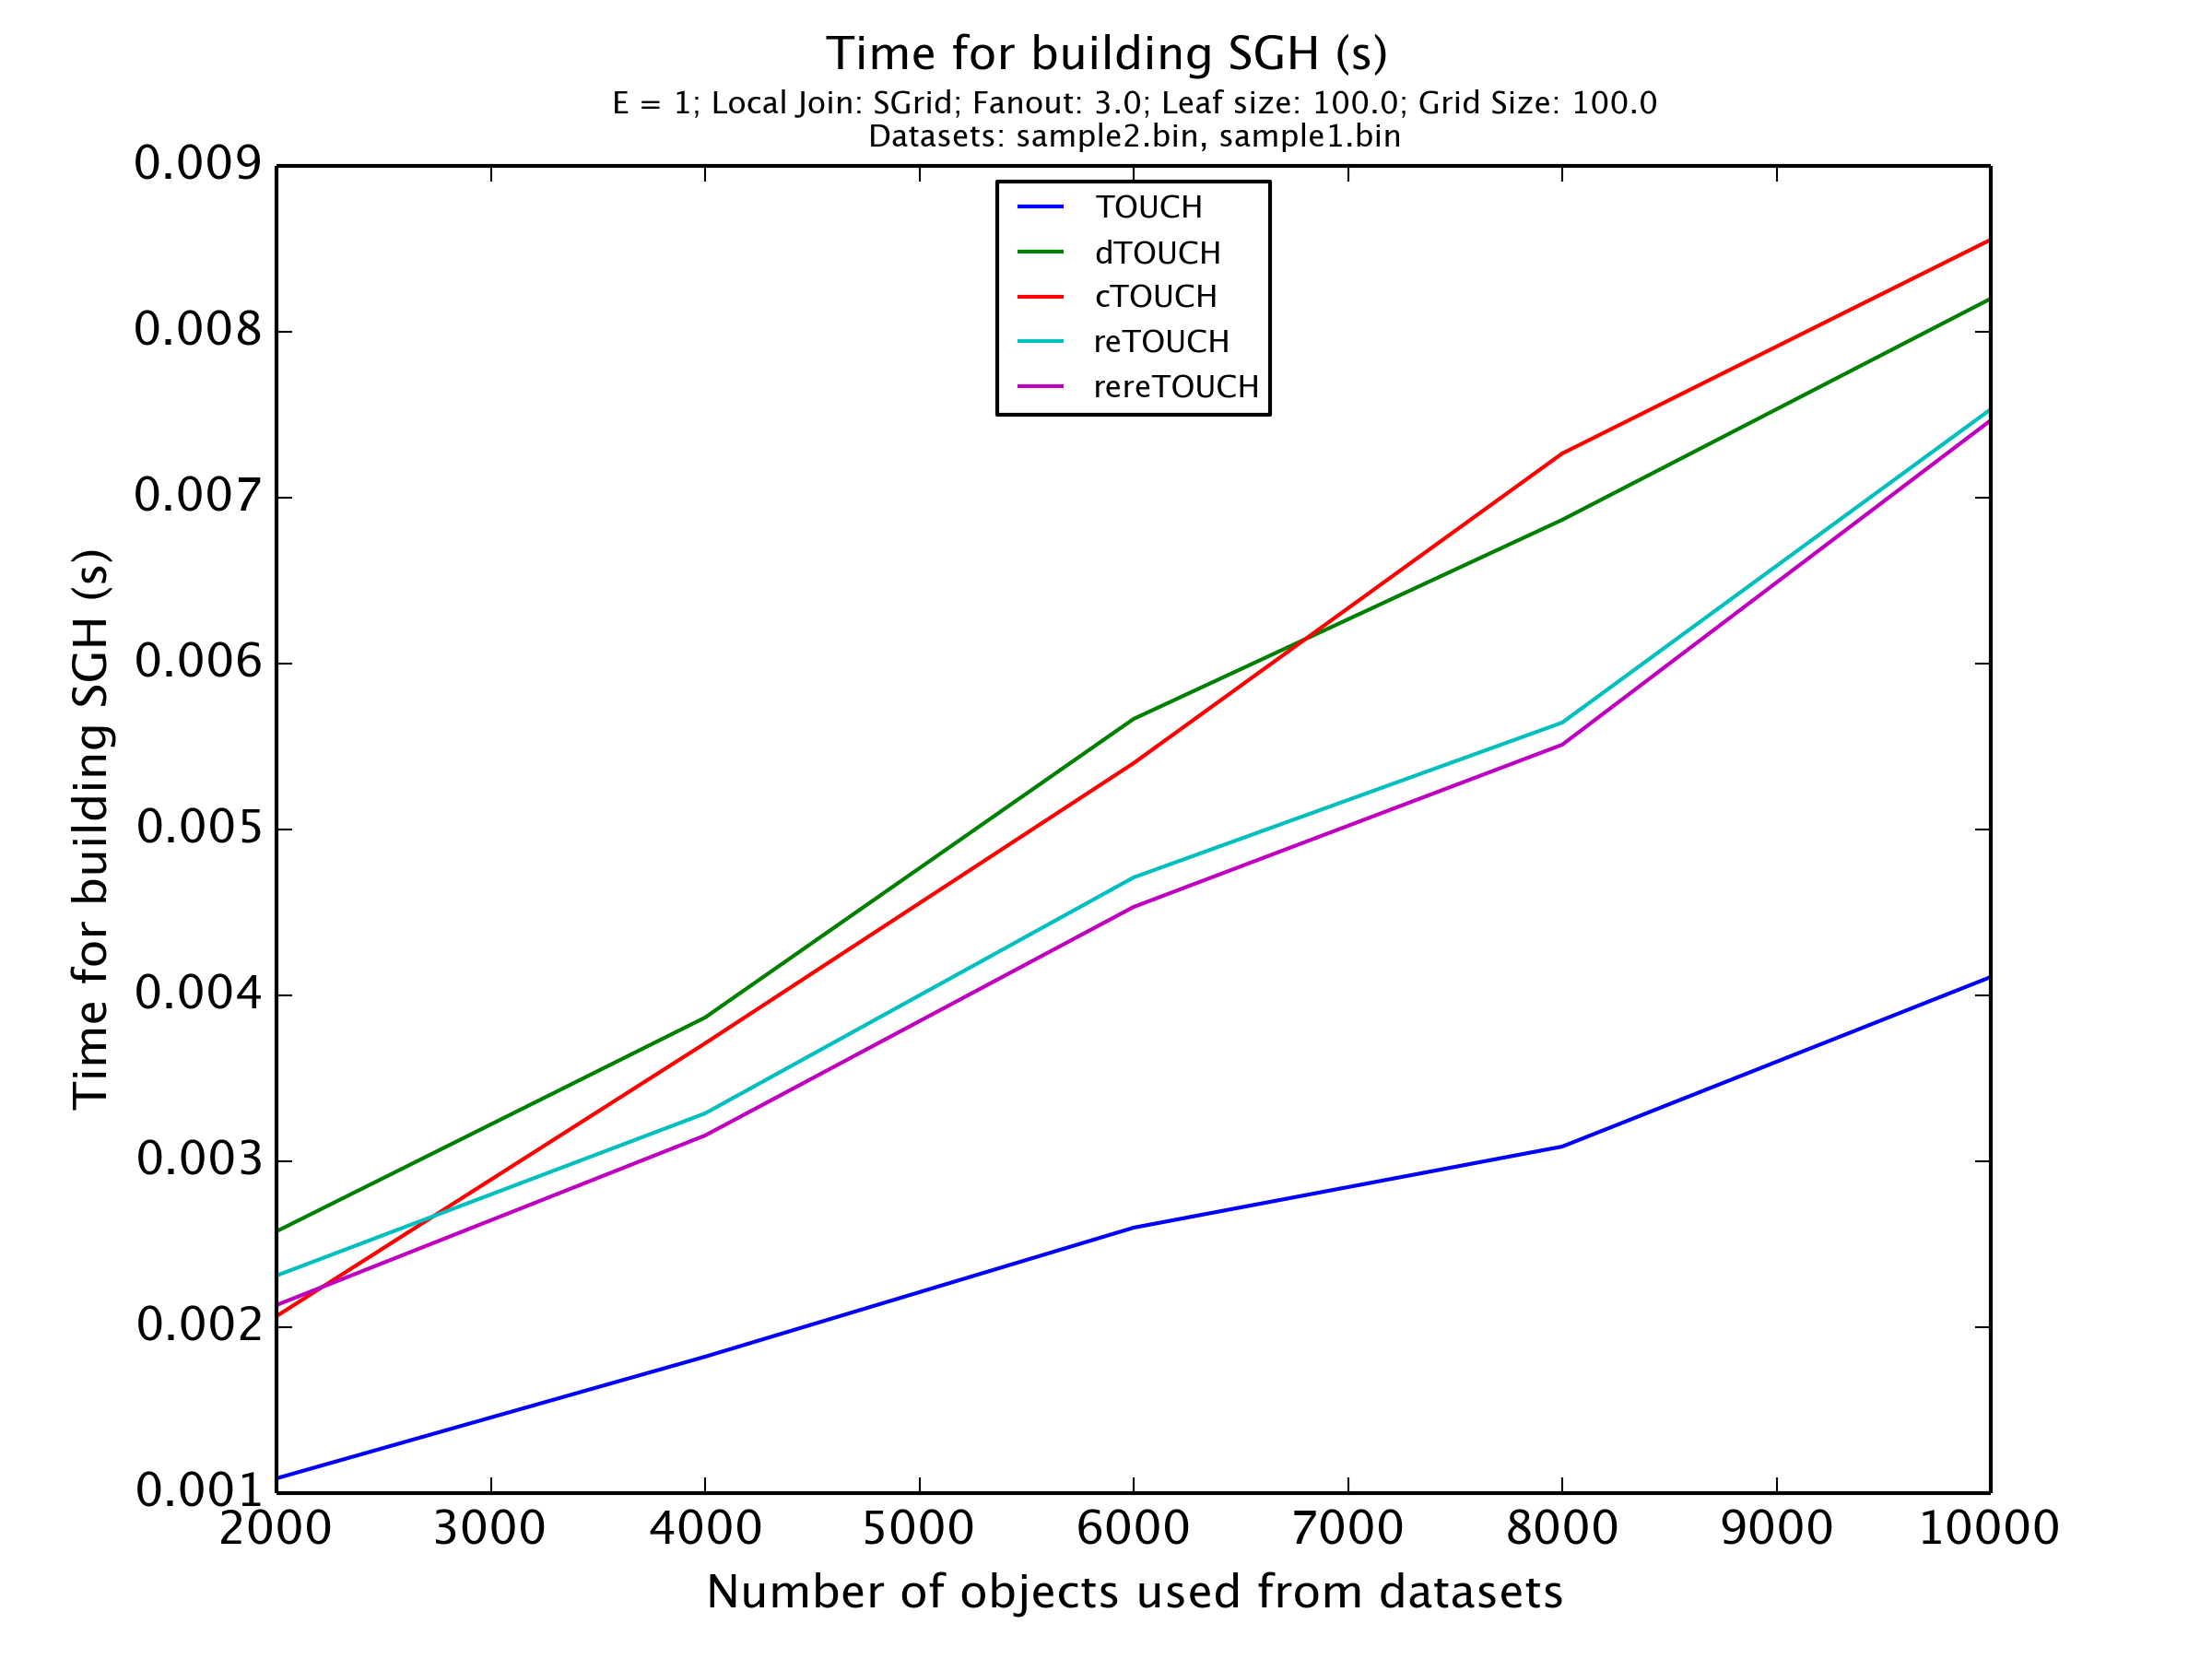 Time for building SGH (s)
E = 1; Local Join: SGrid; Fanout: 3.0; Leaf size: 100.0; Grid Size: 100.0
Datasets: sample2.bin, sample1.bin
TOUCH
dTOUCH
cTOUCH
reTOUCH
rereTOUCH
Time for building SGH (s)
0.009
0.008
0.007
0.006
0.005
0.004
0.003
0.002
0.001
2000 3000 4000 5000 6000 7000 8000 9000 10000
Number of objects used from datasets